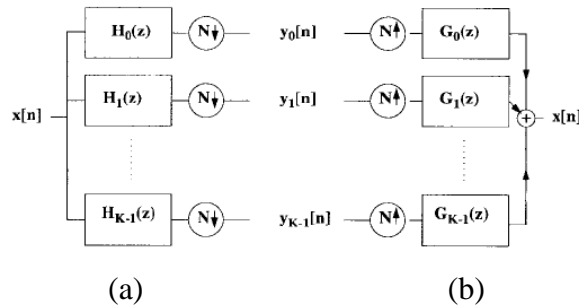 H₀(z) N↓ y₀[n] N↑ G₀(z)
H₁(z) N↓ y₁[n] N↑ G₁(z)
x[n] + x[n]
H_{K-1}(z) N↓ y_{K-1}[n] N↑ G_{K-1}(z)
(a) (b)